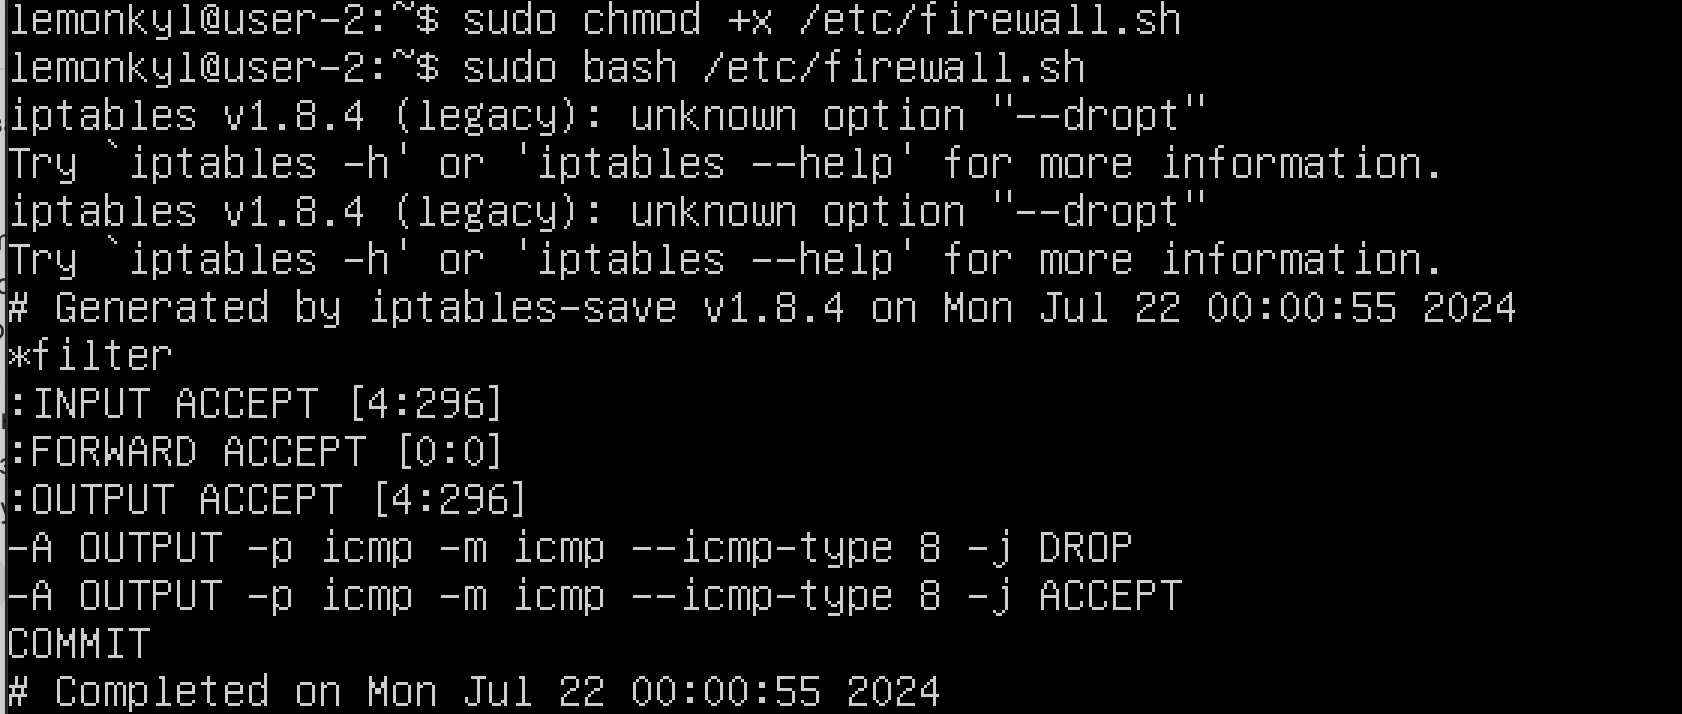 lemonkyl@user-2:~$ sudo chmod +x /etc/firewall.sh
lemonkyl@user-2:~$ sudo bash /etc/firewall.sh
iptables v1.8.4 (legacy): unknown option "--dropt"
Try `iptables -h' or 'iptables --help' for more information.
iptables v1.8.4 (legacy): unknown option "--dropt"
Try `iptables -h' or 'iptables --help' for more information.
# Generated by iptables-save v1.8.4 on Mon Jul 22 00:00:55 2024
*filter
:INPUT ACCEPT [4:296]
:FORWARD ACCEPT [0:0]
:OUTPUT ACCEPT [4:296]
-A OUTPUT -p icmp -m icmp --icmp-type 8 -j DROP
-A OUTPUT -p icmp -m icmp --icmp-type 8 -j ACCEPT
COMMIT
# Completed on Mon Jul 22 00:00:55 2024